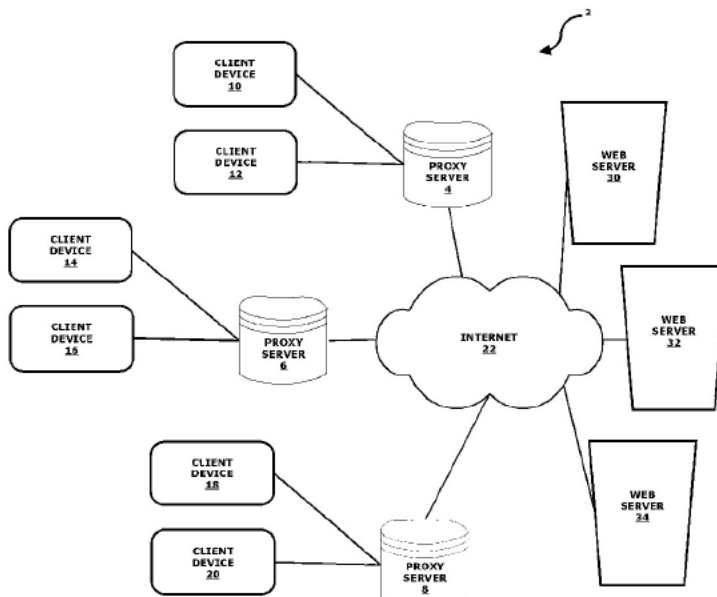 2
CLIENT
DEVICE
10
CLIENT
DEVICE
12
PROXY
SERVER
4
WEB
SERVER
30
CLIENT
DEVICE
14
CLIENT
DEVICE
16
PROXY
SERVER
6
INTERNET
22
WEB
SERVER
32
CLIENT
DEVICE
18
CLIENT
DEVICE
20
PROXY
SERVER
8
WEB
SERVER
34